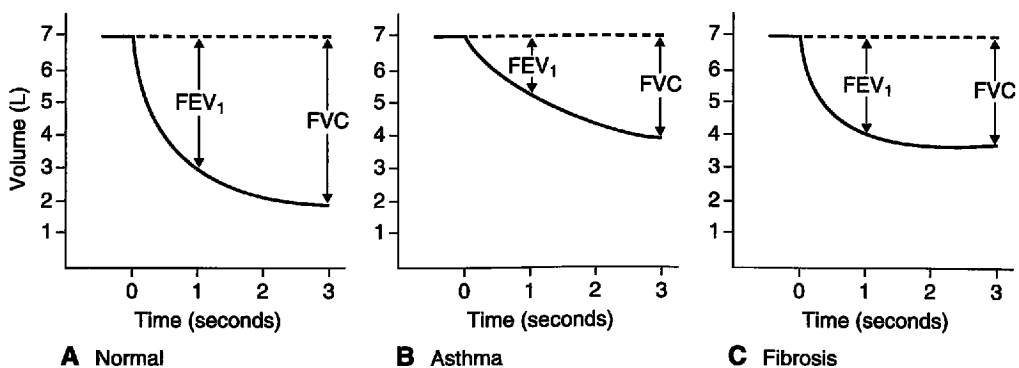 Volume (L)
7
6
5
4
3
2
1
FEV1
FVC
0 1 2 3
Time (seconds)
A Normal
7
6
5
4
3
2
1
FEV1
FVC
0 1 2 3
Time (seconds)
B Asthma
7
6
5
4
3
2
1
FEV1
FVC
0 1 2 3
Time (seconds)
C Fibrosis